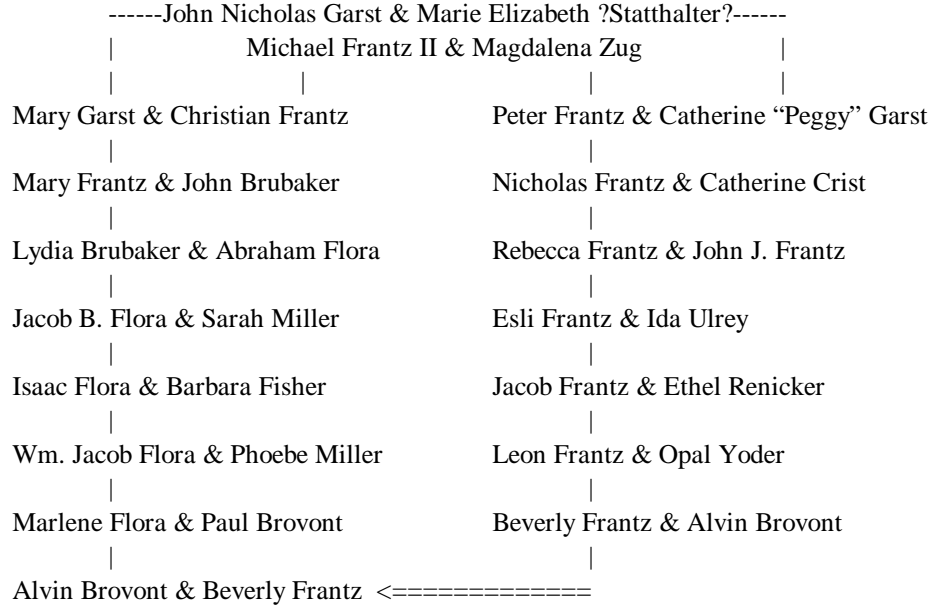 ------John Nicholas Garst & Marie Elizabeth ?Statthalter?------
| Michael Frantz II & Magdalena Zug |
| | | |
Mary Garst & Christian Frantz Peter Frantz & Catherine “Peggy” Garst
| |
Mary Frantz & John Brubaker Nicholas Frantz & Catherine Crist
| |
Lydia Brubaker & Abraham Flora Rebecca Frantz & John J. Frantz
| |
Jacob B. Flora & Sarah Miller Esli Frantz & Ida Ulrey
| |
Isaac Flora & Barbara Fisher Jacob Frantz & Ethel Renicker
| |
Wm. Jacob Flora & Phoebe Miller Leon Frantz & Opal Yoder
| |
Marlene Flora & Paul Brovont Beverly Frantz & Alvin Brovont
| |
Alvin Brovont & Beverly Frantz <=============